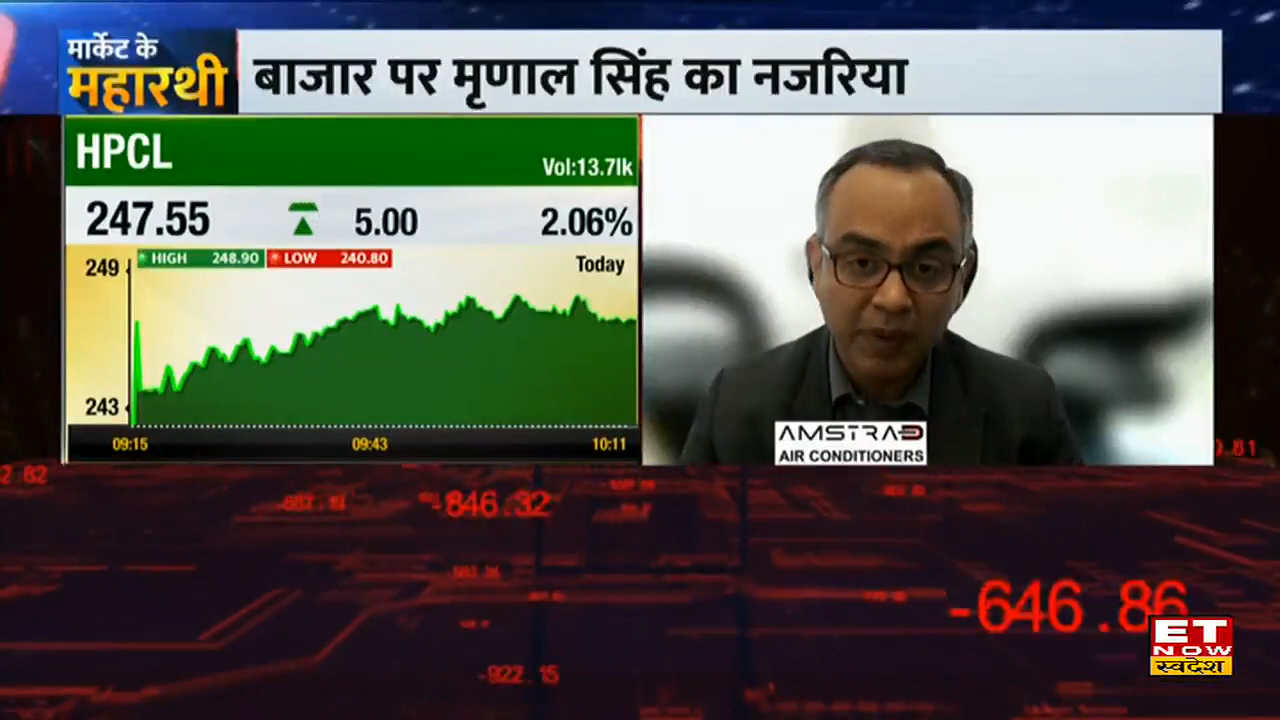 मार्केट के
महारथी
बाजार पर मृणाल सिंह का नजरिया
HPCL
Vol:13.7lk
247.55 5.00 2.06%
HIGH 248.90 LOW 240.80
Today
249
243
09:15 09:43 10:11
AMSTRAD
AIR CONDITIONERS
-846.32
-646.86
-922.15
ET
NOW
स्वदेश